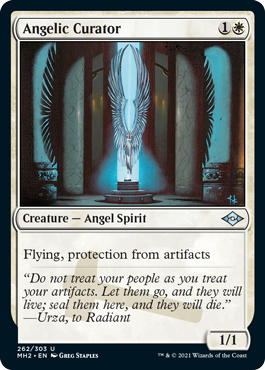 Angelic Curator 1
Creature — Angel Spirit
Flying, protection from artifacts
“Do not treat your people as you treat
your artifacts. Let them go, and they will
live; seal them here, and they will die.”
—Urza, to Radiant
1/1
262/303 U
MH2 • EN Greg Staples
™ & © 2021 Wizards of the Coast